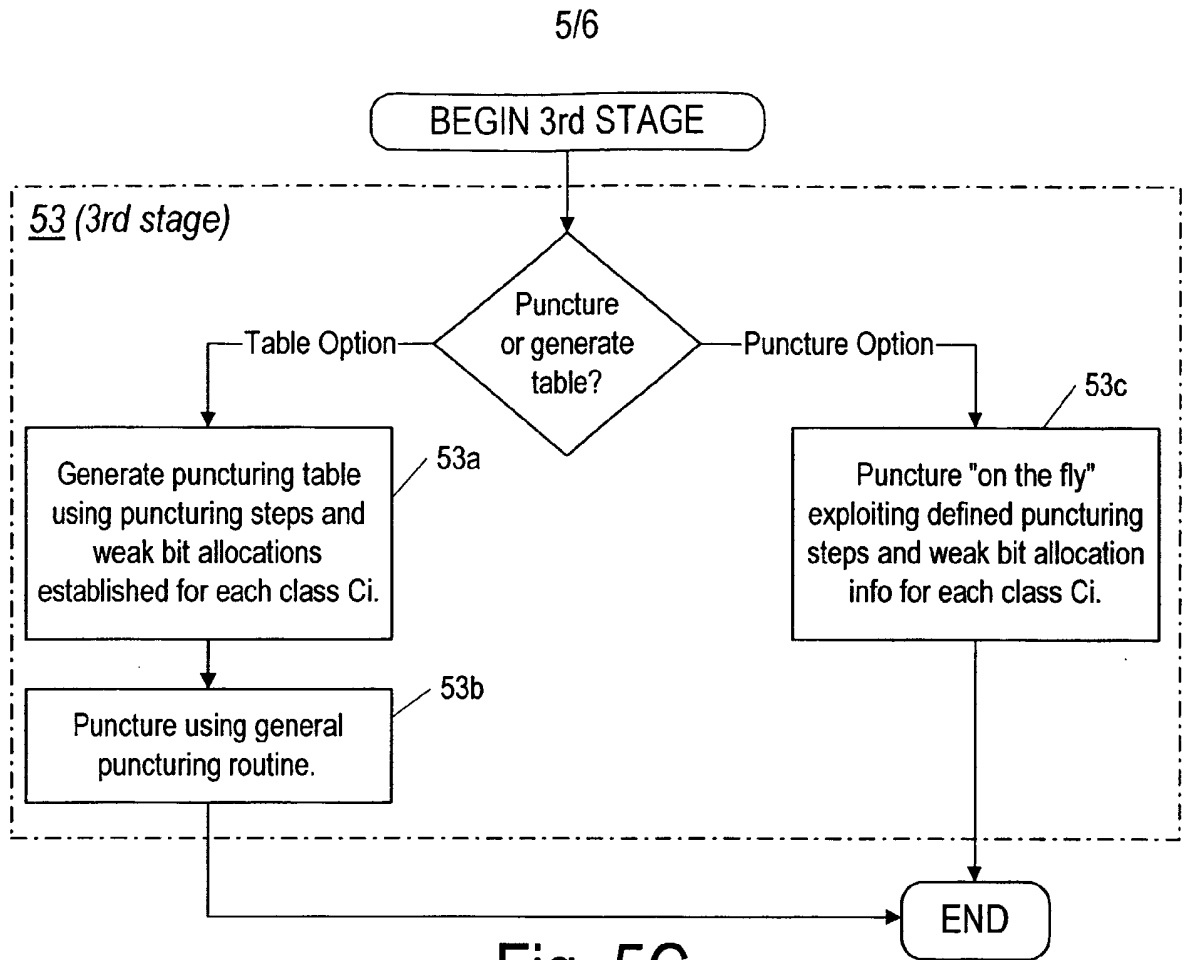 5/6
BEGIN 3rd STAGE
53 (3rd stage)
Puncture
or generate
table?
Table Option
Puncture Option
53c
53a
Generate puncturing table
using puncturing steps and
weak bit allocations
established for each class Ci.
Puncture "on the fly"
exploiting defined puncturing
steps and weak bit allocation
info for each class Ci.
53b
Puncture using general
puncturing routine.
END
Fig. 5C